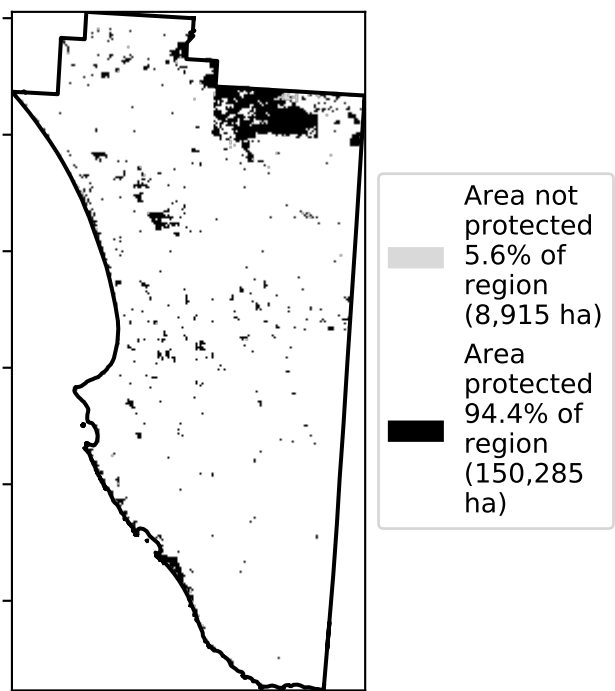 Area not
protected
5.6% of
region
(8,915 ha)
Area
protected
94.4% of
region
(150,285
ha)